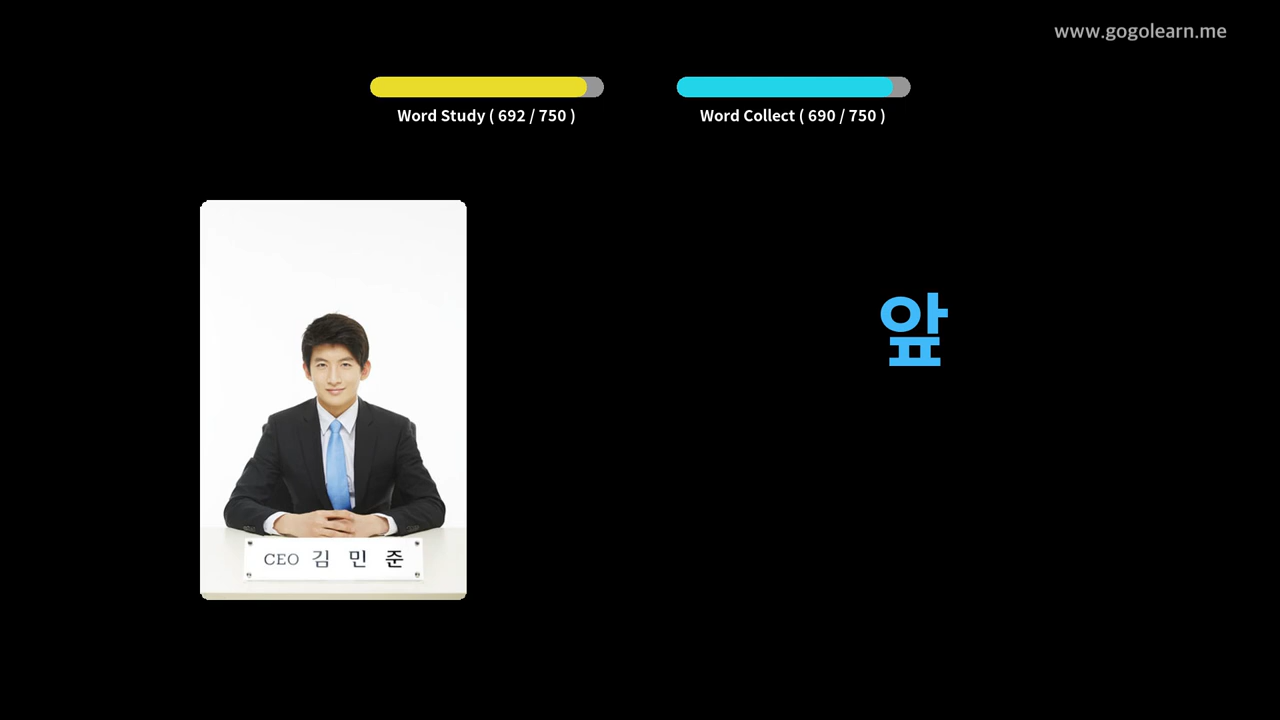 www.gogolearn.me
Word Study ( 692 / 750 )
Word Collect ( 690 / 750 )
앞
CEO 김 민 준